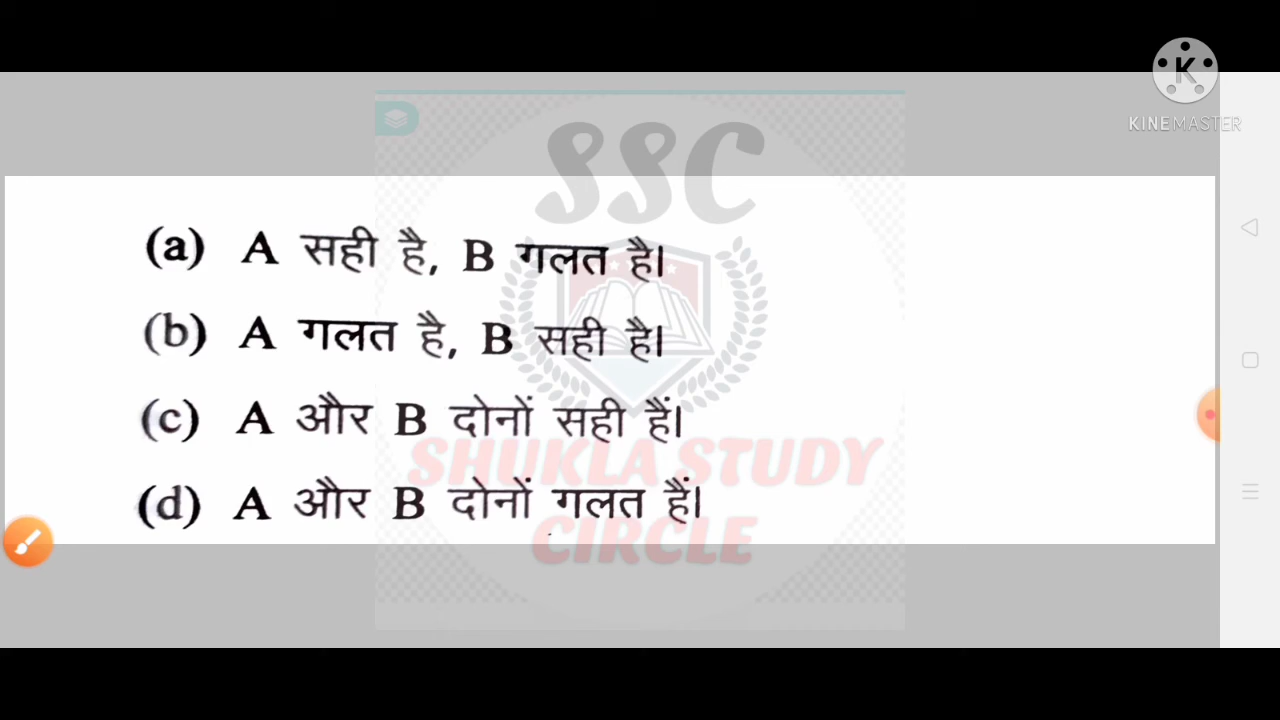 K
KINEMASTER
SSC
(a) A सही है, B गलत है।
(b) A गलत है, B सही है।
(c) A और B दोनों सही हैं।
SHUKLA STUDY
(d) A और B दोनों गलत हैं।
CIRCLE